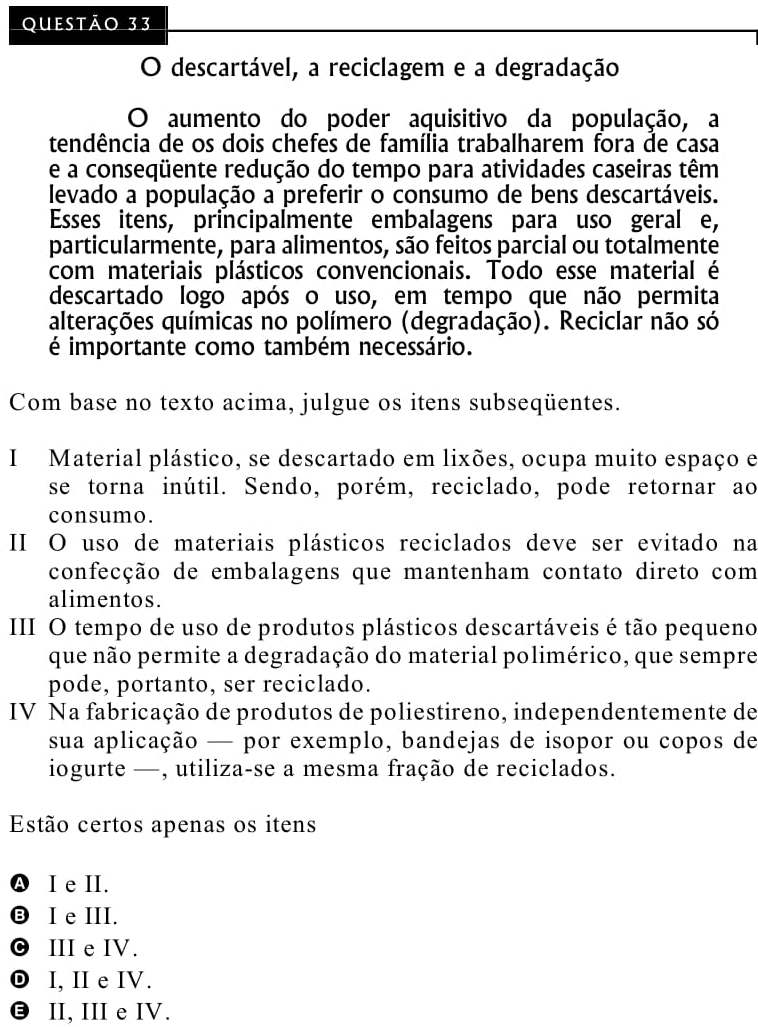 QUESTÃO 33
O descartável, a reciclagem e a degradação
O aumento do poder aquisitivo da população, a
tendência de os dois chefes de família trabalharem fora de casa
e a conseqüente redução do tempo para atividades caseiras têm
levado a população a preferir o consumo de bens descartáveis.
Esses itens, principalmente embalagens para uso geral e,
particularmente, para alimentos, são feitos parcial ou totalmente
com materiais plásticos convencionais. Todo esse material é
descartado logo após o uso, em tempo que não permita
alterações químicas no polímero (degradação). Reciclar não só
é importante como também necessário.
Com base no texto acima, julgue os itens subseqüentes.
I Material plástico, se descartado em lixões, ocupa muito espaço e
se torna inútil. Sendo, porém, reciclado, pode retornar ao
consumo.
II O uso de materiais plásticos reciclados deve ser evitado na
confecção de embalagens que mantenham contato direto com
alimentos.
III O tempo de uso de produtos plásticos descartáveis é tão pequeno
que não permite a degradação do material polimérico, que sempre
pode, portanto, ser reciclado.
IV Na fabricação de produtos de poliestireno, independentemente de
sua aplicação — por exemplo, bandejas de isopor ou copos de
iogurte —, utiliza-se a mesma fração de reciclados.
Estão certos apenas os itens
A I e II.
B I e III.
C III e IV.
D I, II e IV.
E II, III e IV.